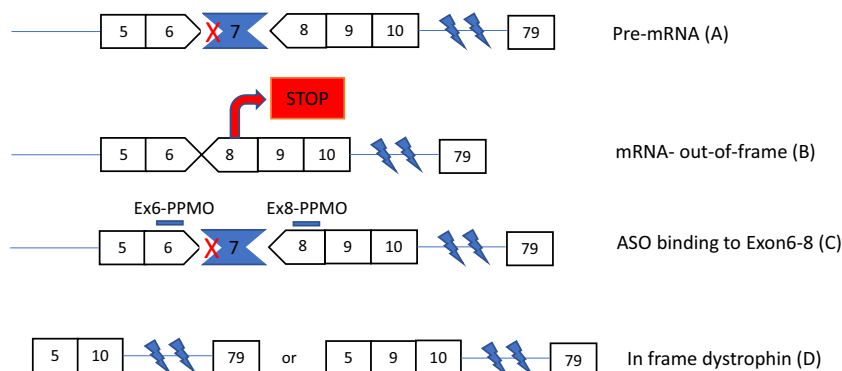 5 6 X 7 8 9 10 79 Pre-mRNA (A)
STOP
5 6 8 9 10 79 mRNA- out-of-frame (B)
Ex6-PPMO Ex8-PPMO
5 6 X 7 8 9 10 79 ASO binding to Exon6-8 (C)
5 10 79 or 5 9 10 79 In frame dystrophin (D)